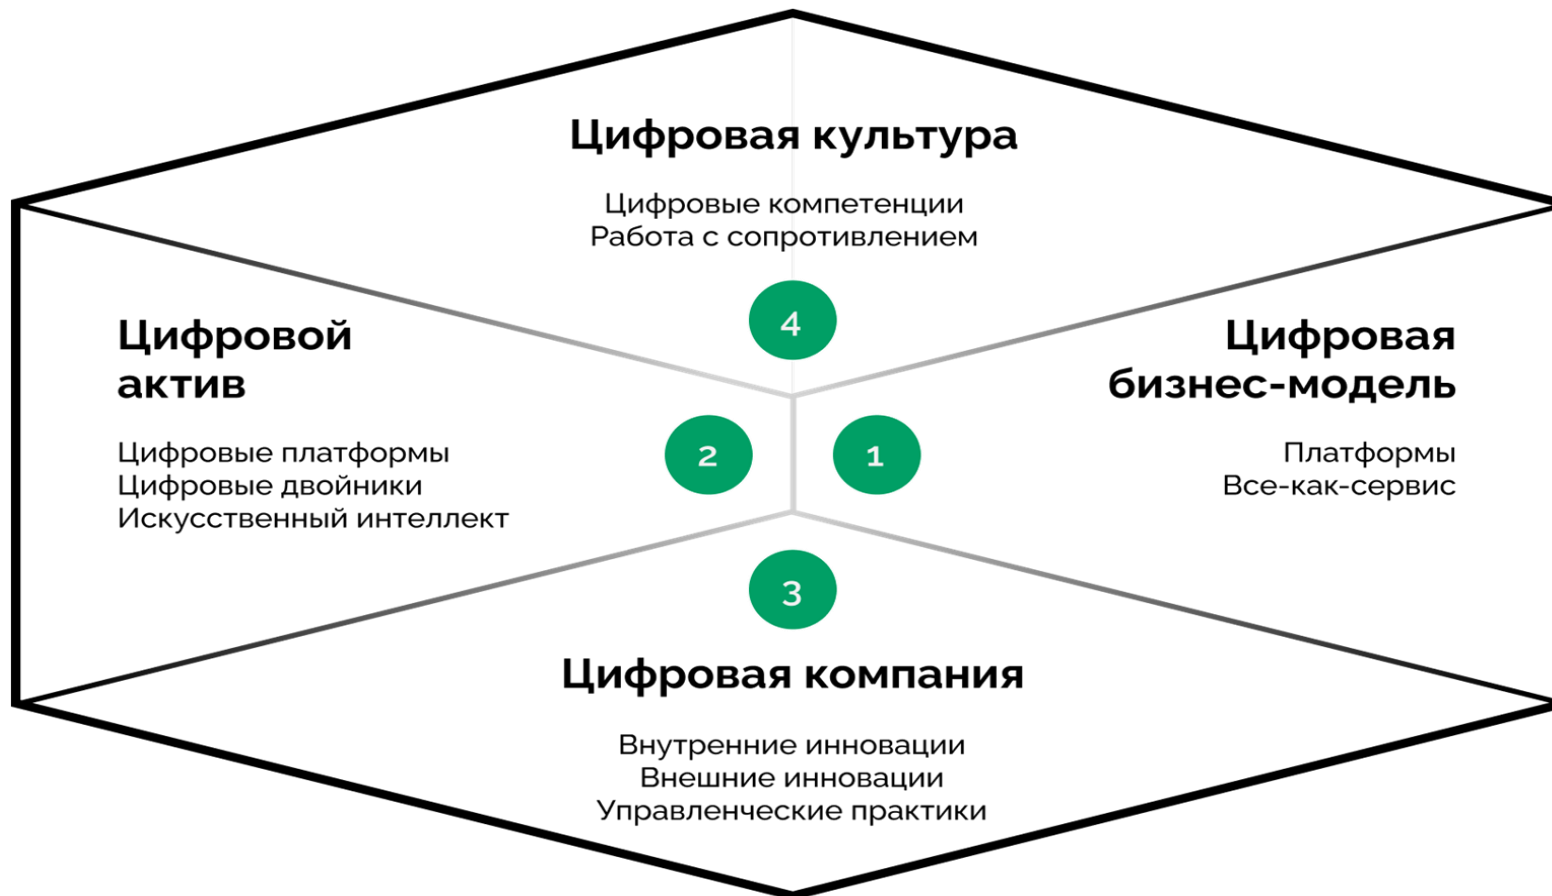 Цифровая культура
Цифровые компетенции
Работа с сопротивлением
4
Цифровой
актив
Цифровые платформы
Цифровые двойники
Искусственный интеллект
2
1
Цифровая
бизнес-модель
Платформы
Все-как-сервис
3
Цифровая компания
Внутренние инновации
Внешние инновации
Управленческие практики